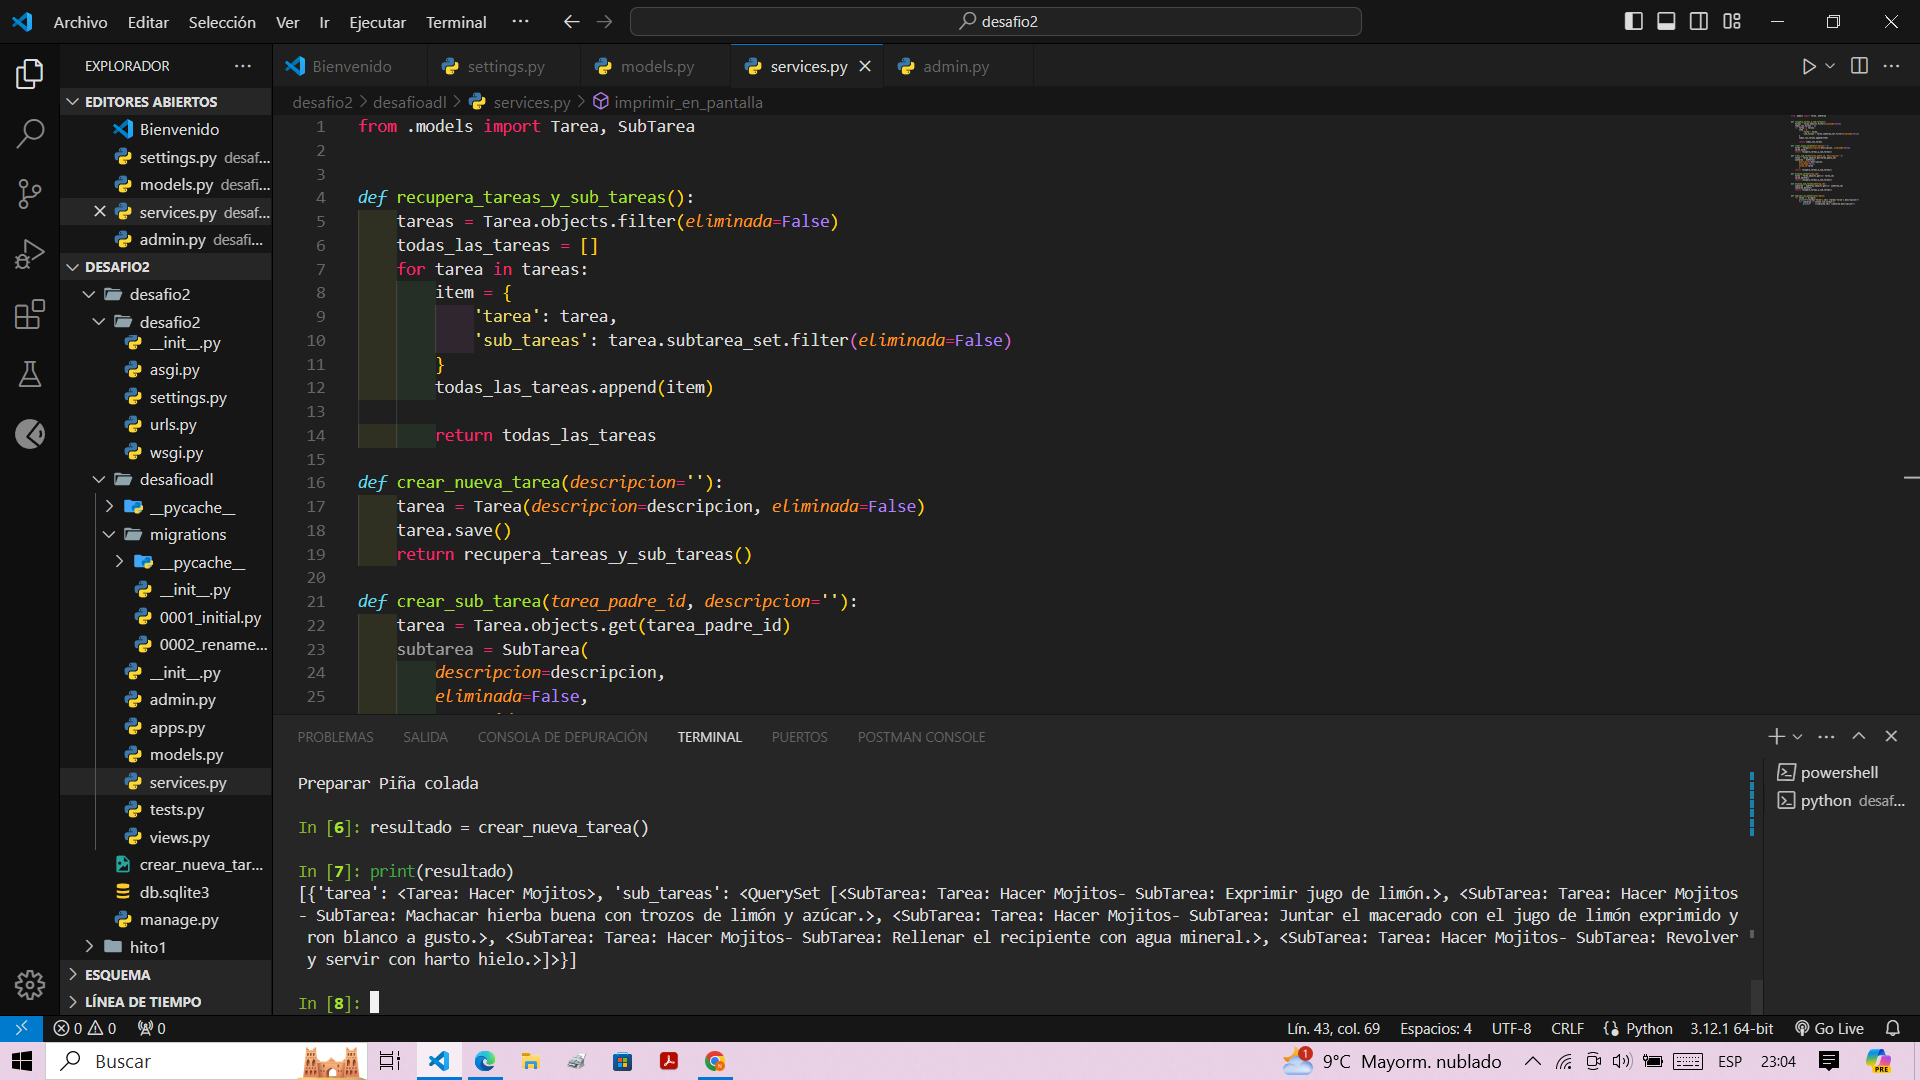 Archivo Editar Selección Ver Ir Ejecutar Terminal ··· desafio2
EXPLORADOR ···
EDITORES ABIERTOS
Bienvenido
settings.py desaf...
models.py desafi...
services.py desaf...
admin.py desafi...
DESAFIO2
desafio2
desafio2
__init__.py
asgi.py
settings.py
urls.py
wsgi.py
desafioadl
__pycache__
migrations
__pycache__
__init__.py
0001_initial.py
0002_rename...
__init__.py
admin.py
apps.py
models.py
services.py
tests.py
views.py
crear_nueva_tar...
db.sqlite3
manage.py
hito1
ESQUEMA
LÍNEA DE TIEMPO
Bienvenido settings.py models.py services.py admin.py
desafio2 > desafioadl > services.py > imprimir_en_pantalla
1 from .models import Tarea, SubTarea
2
3
4 def recupera_tareas_y_sub_tareas():
5 tareas = Tarea.objects.filter(eliminada=False)
6 todas_las_tareas = []
7 for tarea in tareas:
8 item = {
9 'tarea': tarea,
10 'sub_tareas': tarea.subtarea_set.filter(eliminada=False)
11 }
12 todas_las_tareas.append(item)
13
14 return todas_las_tareas
15
16 def crear_nueva_tarea(descripcion=''):
17 tarea = Tarea(descripcion=descripcion, eliminada=False)
18 tarea.save()
19 return recupera_tareas_y_sub_tareas()
20
21 def crear_sub_tarea(tarea_padre_id, descripcion=''):
22 tarea = Tarea.objects.get(tarea_padre_id)
23 subtarea = SubTarea(
24 descripcion=descripcion,
25 eliminada=False,
PROBLEMAS SALIDA CONSOLA DE DEPURACIÓN TERMINAL PUERTOS POSTMAN CONSOLE
Preparar Piña colada
In [6]: resultado = crear_nueva_tarea()
In [7]: print(resultado)
[{'tarea': <Tarea: Hacer Mojitos>, 'sub_tareas': <QuerySet [<SubTarea: Tarea: Hacer Mojitos- SubTarea: Exprimir jugo de limón.>, <SubTarea: Tarea: Hacer Mojitos
- SubTarea: Machacar hierba buena con trozos de limón y azúcar.>, <SubTarea: Tarea: Hacer Mojitos- SubTarea: Juntar el macerado con el jugo de limón exprimido y
ron blanco a gusto.>, <SubTarea: Tarea: Hacer Mojitos- SubTarea: Rellenar el recipiente con agua mineral.>, <SubTarea: Tarea: Hacer Mojitos- SubTarea: Revolver
y servir con harto hielo.>]>}]
In [8]:
powershell
python desaf...
0 0 0 Lín. 43, col. 69 Espacios: 4 UTF-8 CRLF Python 3.12.1 64-bit Go Live
Buscar 1 9°C Mayorm. nublado ESP 23:04 PRE